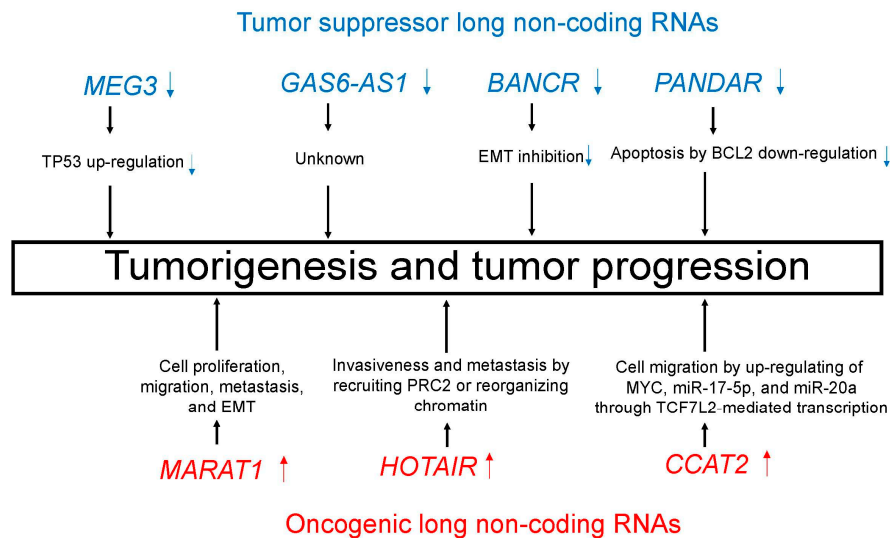 Tumor suppressor long non-coding RNAs
MEG3 ↓
GAS6-AS1 ↓
BANCR ↓
PANDAR ↓
TP53 up-regulation ↓
Unknown
EMT inhibition ↓
Apoptosis by BCL2 down-regulation ↓
Tumorigenesis and tumor progression
Cell proliferation,
migration, metastasis,
and EMT
Invasiveness and metastasis by
recruiting PRC2 or reorganizing
chromatin
Cell migration by up-regulating of
MYC, miR-17-5p, and miR-20a
through TCF7L2-mediated transcription
MARAT1 ↑
HOTAIR ↑
CCAT2 ↑
Oncogenic long non-coding RNAs